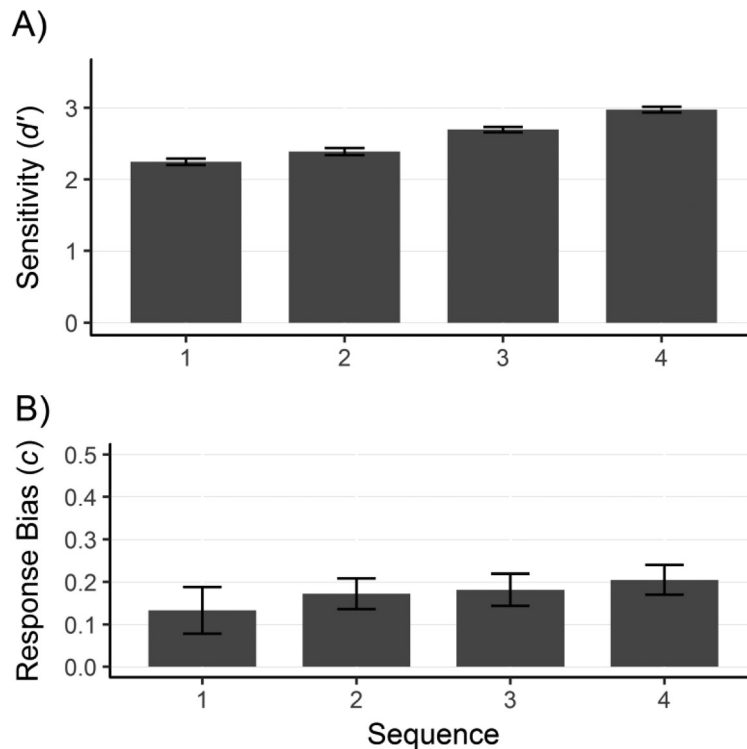 A)
Sensitivity (d′)
3
2
1
0
1 2 3 4
B)
Response Bias (c)
0.5
0.4
0.3
0.2
0.1
0.0
1 2 3 4
Sequence